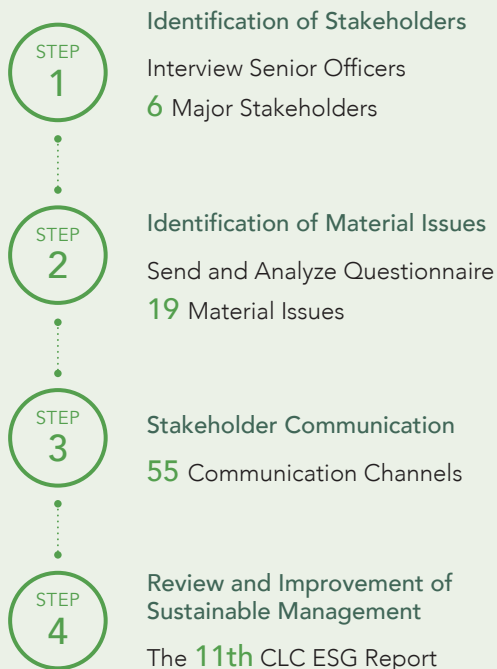 STEP
1
Identification of Stakeholders
Interview Senior Officers
6 Major Stakeholders
STEP
2
Identification of Material Issues
Send and Analyze Questionnaire
19 Material Issues
STEP
3
Stakeholder Communication
55 Communication Channels
STEP
4
Review and Improvement of
Sustainable Management
The 11th CLC ESG Report